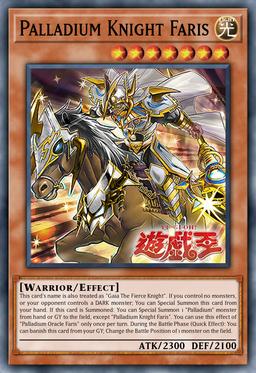 PALLADIUM KNIGHT FARIS
LIGHT
光
YU-GI-OH!
遊戯王
[WARRIOR/EFFECT]
This card's name is also treated as "Gaia The Fierce Knight". If you control no monsters,
or your opponent controls a DARK monster: You can Special Summon this card
from your hand. If this card is Summoned: You can Special Summon 1 "Palladium" monster
from your hand or GY to the field, except "Palladium Knight Faris". You can use this effect of
"Palladium Oracle Faris" only once per turn. During the Battle Phase (Quick Effect): You
can banish this card from your GY; Change the Battle Position of 1 monster on the field.
ATK/2300 DEF/2100